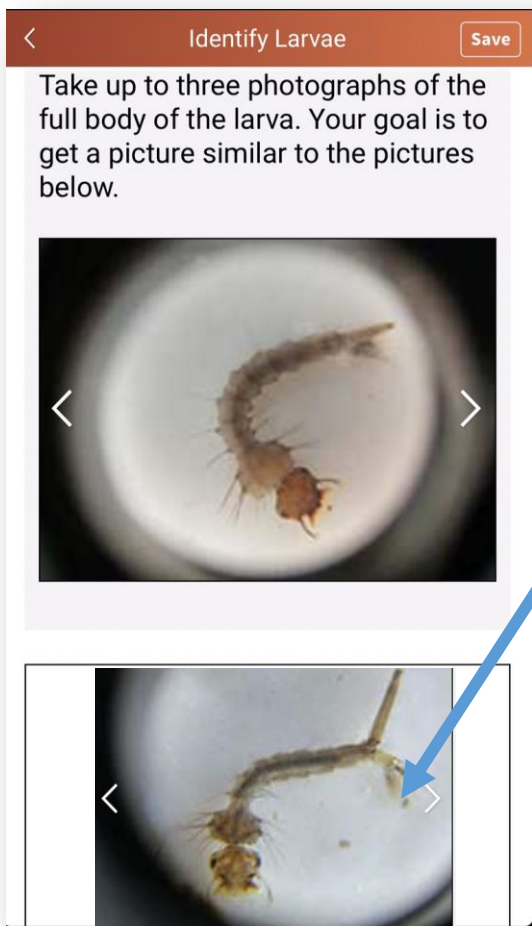 Identify Larvae
Save
Take up to three photographs of the
full body of the larva. Your goal is to
get a picture similar to the pictures
below.